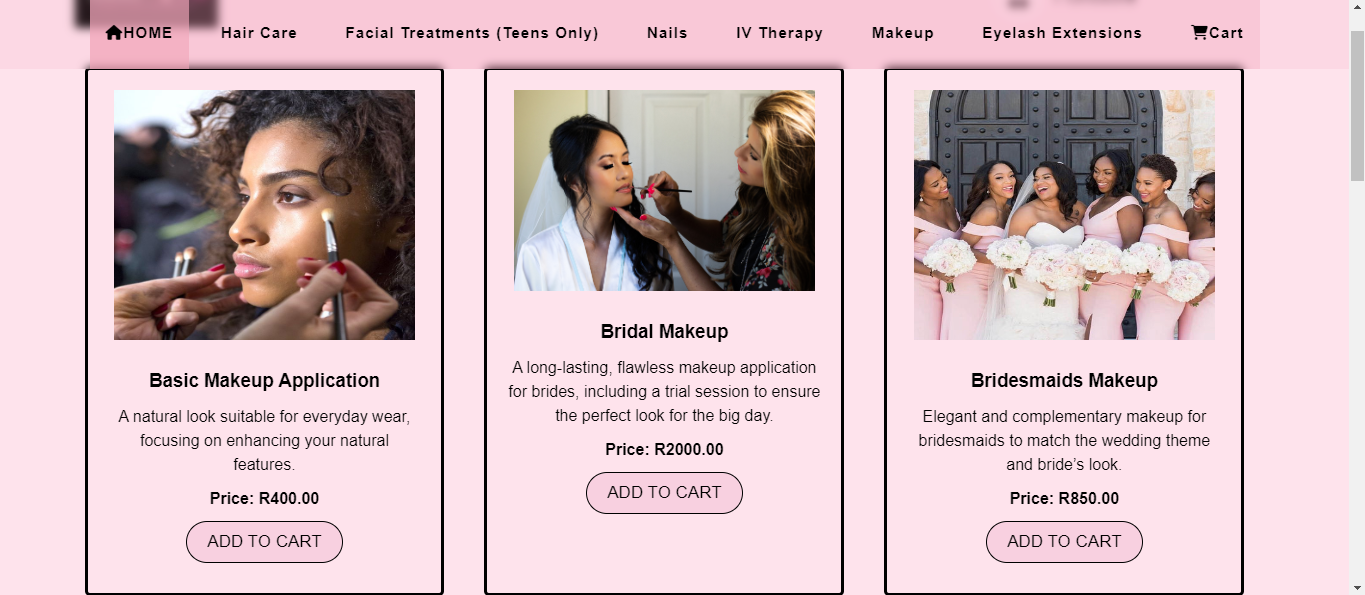 HOME Hair Care Facial Treatments (Teens Only) Nails IV Therapy Makeup Eyelash Extensions Cart
Basic Makeup Application
A natural look suitable for everyday wear,
focusing on enhancing your natural
features.
Price: R400.00
ADD TO CART
Bridal Makeup
A long-lasting, flawless makeup application
for brides, including a trial session to ensure
the perfect look for the big day.
Price: R2000.00
ADD TO CART
Bridesmaids Makeup
Elegant and complementary makeup for
bridesmaids to match the wedding theme
and bride’s look.
Price: R850.00
ADD TO CART